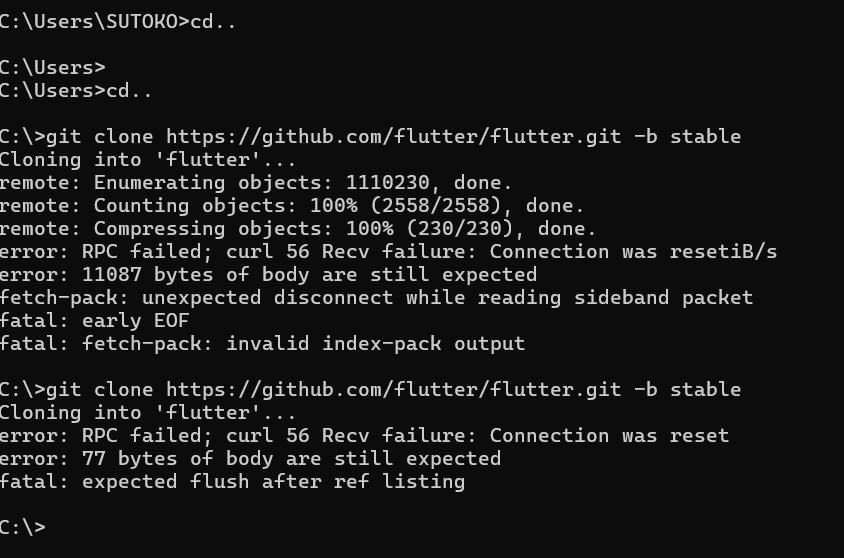 C:\Users\SUTOKO>cd..
C:\Users>
C:\Users>cd..
C:\>git clone https://github.com/flutter/flutter.git -b stable
Cloning into 'flutter'...
remote: Enumerating objects: 1110230, done.
remote: Counting objects: 100% (2558/2558), done.
remote: Compressing objects: 100% (230/230), done.
error: RPC failed; curl 56 Recv failure: Connection was resetiB/s
error: 11087 bytes of body are still expected
fetch-pack: unexpected disconnect while reading sideband packet
fatal: early EOF
fatal: fetch-pack: invalid index-pack output
C:\>git clone https://github.com/flutter/flutter.git -b stable
Cloning into 'flutter'...
error: RPC failed; curl 56 Recv failure: Connection was reset
error: 77 bytes of body are still expected
fatal: expected flush after ref listing
C:\>